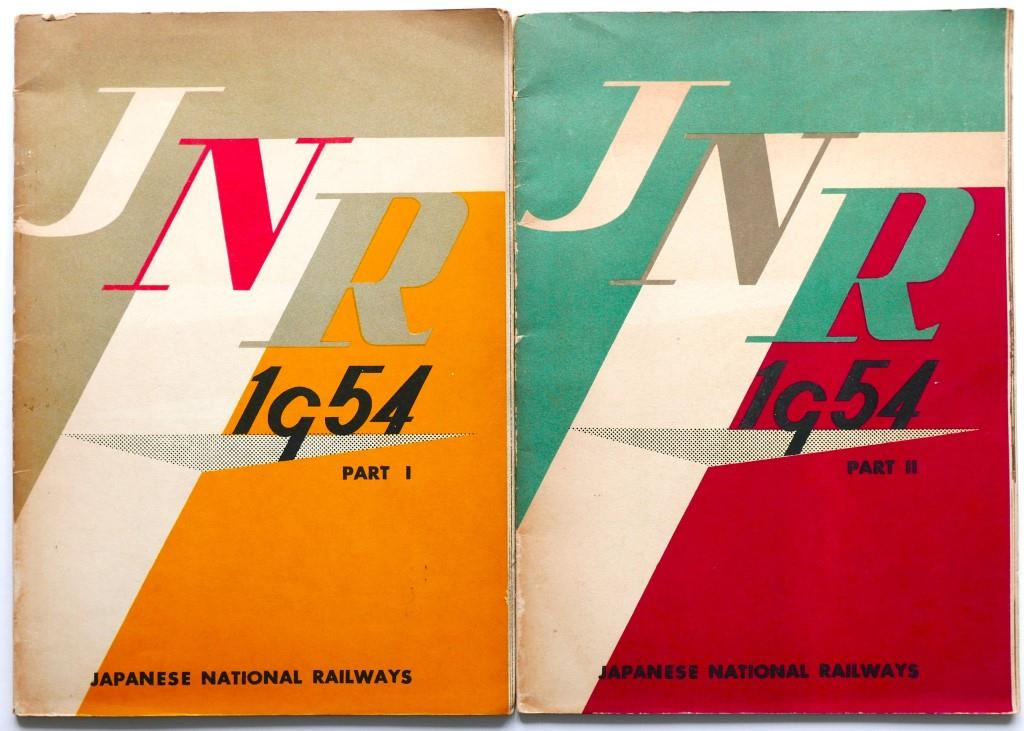 JNR
1954
PART I
JAPANESE NATIONAL RAILWAYS
JNR
1954
PART II
JAPANESE NATIONAL RAILWAYS